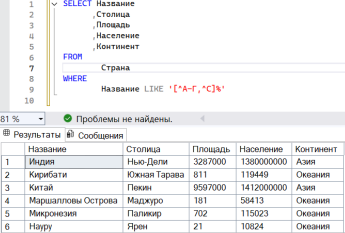 1 SELECT Название
2 ,Столица
3 ,Площадь
4 ,Население
5 ,Континент
6 FROM
7 Страна
8 WHERE
9 Название LIKE '[^А-Г,^С]%'
10
81 % Проблемы не найдены.
Результаты Сообщения
Название Столица Площадь Население Континент
1 Индия Нью-Дели 3287000 1380000000 Азия
2 Кирибати Южная Тарава 811 119449 Океания
3 Китай Пекин 9597000 1412000000 Азия
4 Маршалловы Острова Маджуро 181 58413 Океания
5 Микронезия Паликир 702 115023 Океания
6 Науру Ярен 21 10824 Океания